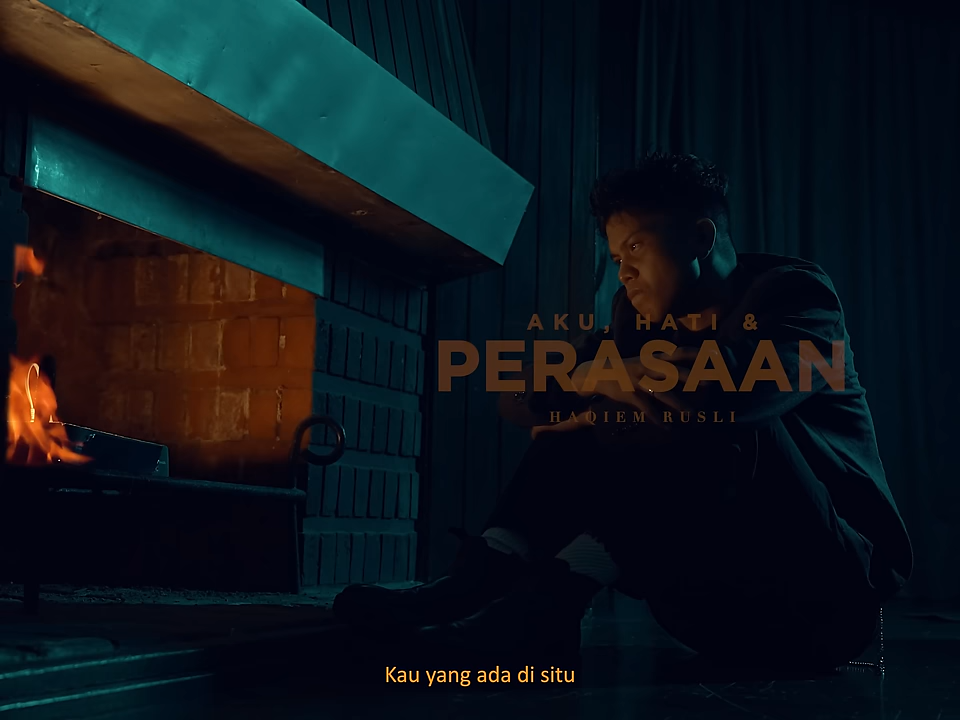 AKU, HATI &
PERASAAN
HAQIEM RUSLI
Kau yang ada di situ